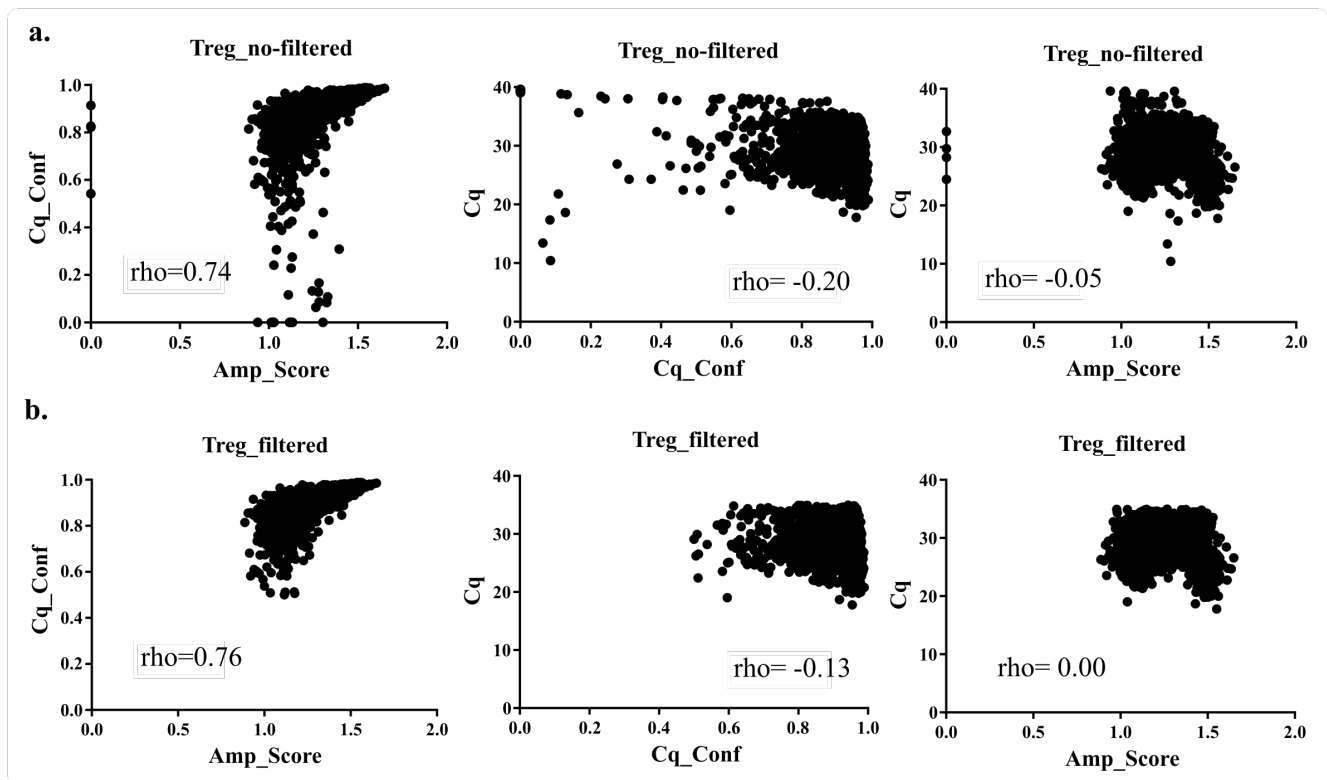 a.
Treg_no-filtered
Cq_Conf
1.0
0.8
0.6
0.4
0.2
0.0
rho=0.74
0.0 0.5 1.0 1.5 2.0
Amp_Score
Treg_no-filtered
Cq
40
30
20
10
0
rho= -0.20
0.0 0.2 0.4 0.6 0.8 1.0
Cq_Conf
Treg_no-filtered
Cq
40
30
20
10
0
rho= -0.05
0.0 0.5 1.0 1.5 2.0
Amp_Score
b.
Treg_filtered
Cq_Conf
1.0
0.8
0.6
0.4
0.2
0.0
rho=0.76
0.0 0.5 1.0 1.5 2.0
Amp_Score
Treg_filtered
Cq
40
30
20
10
0
rho= -0.13
0.0 0.2 0.4 0.6 0.8 1.0
Cq_Conf
Treg_filtered
Cq
40
30
20
10
0
rho= 0.00
0.0 0.5 1.0 1.5 2.0
Amp_Score